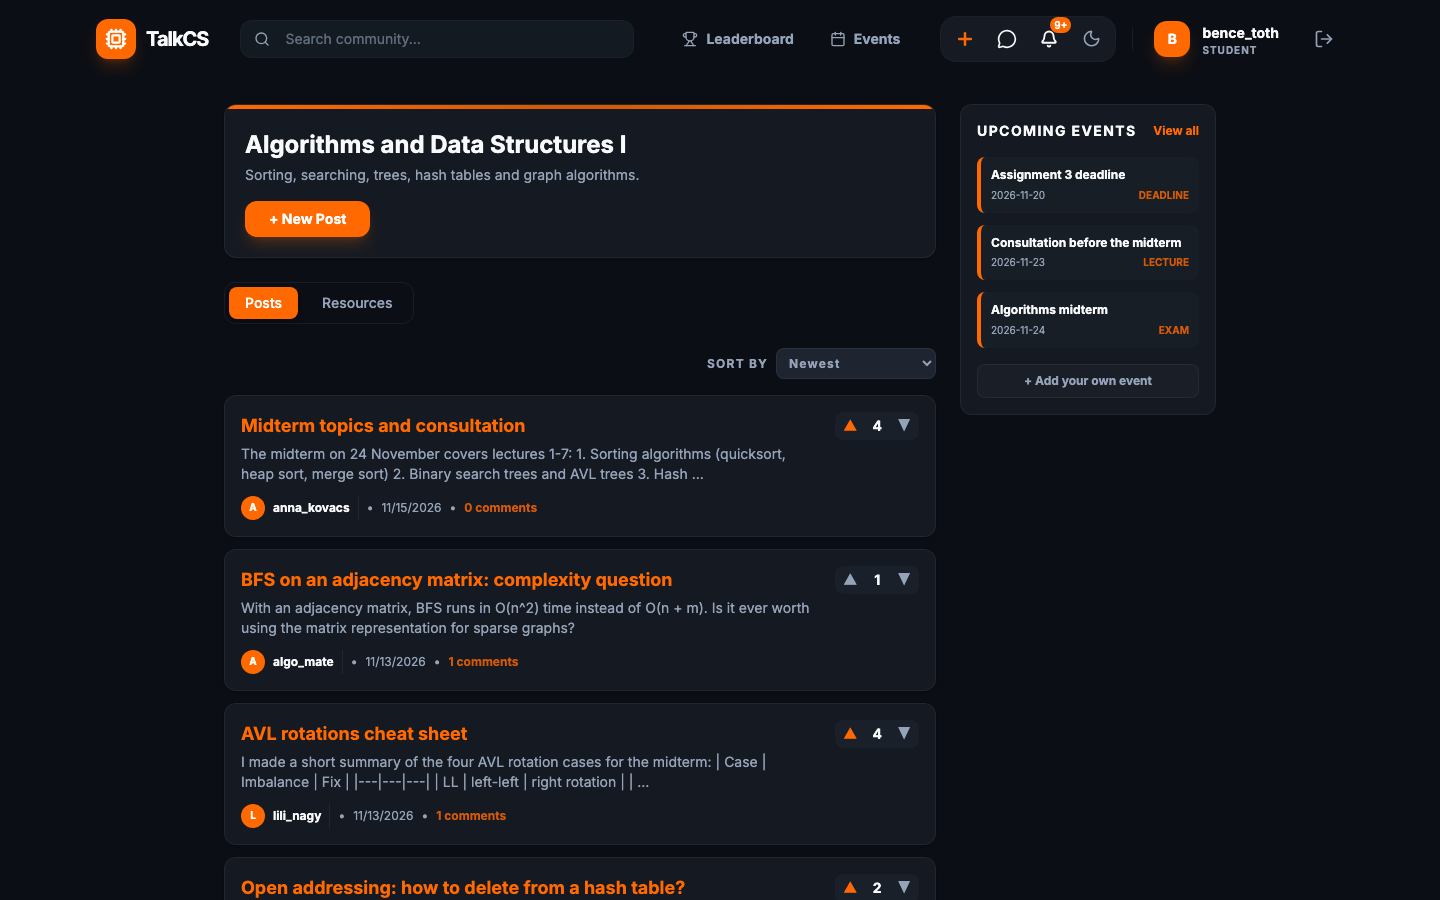 TalkCS
Search community...
Leaderboard
Events
9+
B
bence_toth
STUDENT
Algorithms and Data Structures I
Sorting, searching, trees, hash tables and graph algorithms.
+ New Post
Posts
Resources
SORT BY
Newest
Midterm topics and consultation
4
The midterm on 24 November covers lectures 1-7: 1. Sorting algorithms (quicksort,
heap sort, merge sort) 2. Binary search trees and AVL trees 3. Hash ...
A
anna_kovacs
• 11/15/2026 • 0 comments
BFS on an adjacency matrix: complexity question
1
With an adjacency matrix, BFS runs in O(n^2) time instead of O(n + m). Is it ever worth
using the matrix representation for sparse graphs?
A
algo_mate
• 11/13/2026 • 1 comments
AVL rotations cheat sheet
4
I made a short summary of the four AVL rotation cases for the midterm: | Case |
Imbalance | Fix | |---|---|---| | LL | left-left | right rotation | | ...
L
lili_nagy
• 11/13/2026 • 1 comments
Open addressing: how to delete from a hash table?
2
UPCOMING EVENTS
View all
Assignment 3 deadline
2026-11-20
DEADLINE
Consultation before the midterm
2026-11-23
LECTURE
Algorithms midterm
2026-11-24
EXAM
+ Add your own event